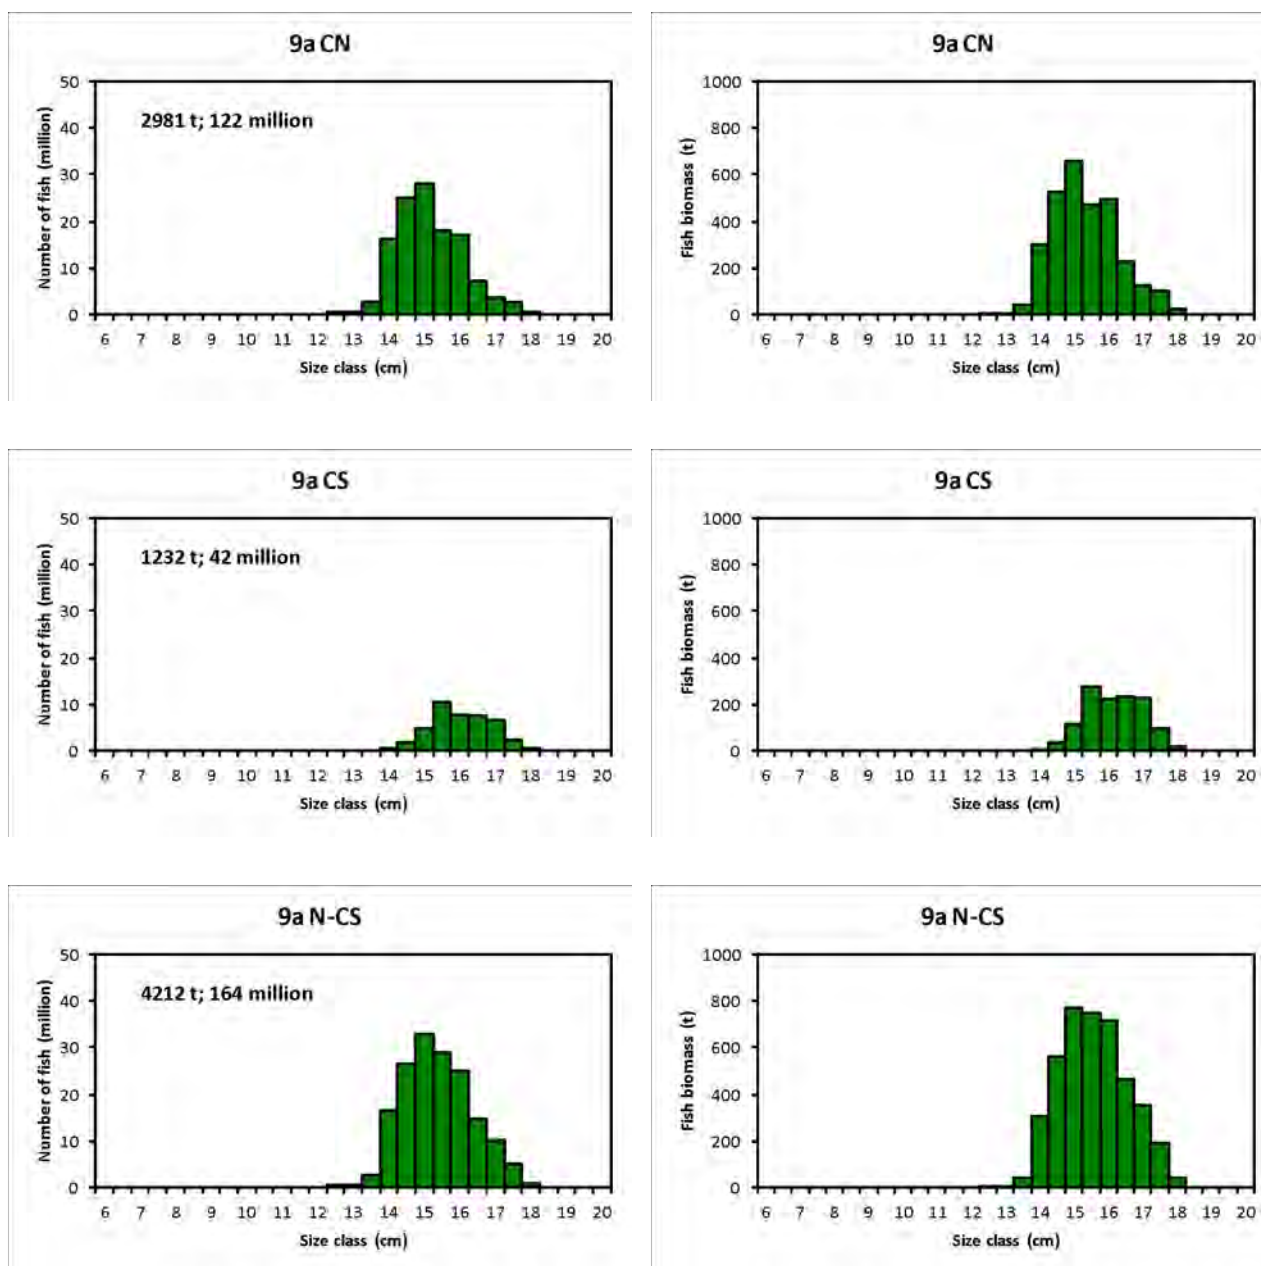 9a CN
50
40
30
20
10
0
Number of fish (million)
2981 t; 122 million
6 7 8 9 10 11 12 13 14 15 16 17 18 19 20
Size class (cm)
9a CN
1000
800
600
400
200
0
Fish biomass (t)
6 7 8 9 10 11 12 13 14 15 16 17 18 19 20
Size class (cm)
9a CS
50
40
30
20
10
0
Number of fish (million)
1232 t; 42 million
6 7 8 9 10 11 12 13 14 15 16 17 18 19 20
Size class (cm)
9a CS
1000
800
600
400
200
0
Fish biomass (t)
6 7 8 9 10 11 12 13 14 15 16 17 18 19 20
Size class (cm)
9a N-CS
50
40
30
20
10
0
Number of fish (million)
4212 t; 164 million
6 7 8 9 10 11 12 13 14 15 16 17 18 19 20
Size class (cm)
9a N-CS
1000
800
600
400
200
0
Fish biomass (t)
6 7 8 9 10 11 12 13 14 15 16 17 18 19 20
Size class (cm)